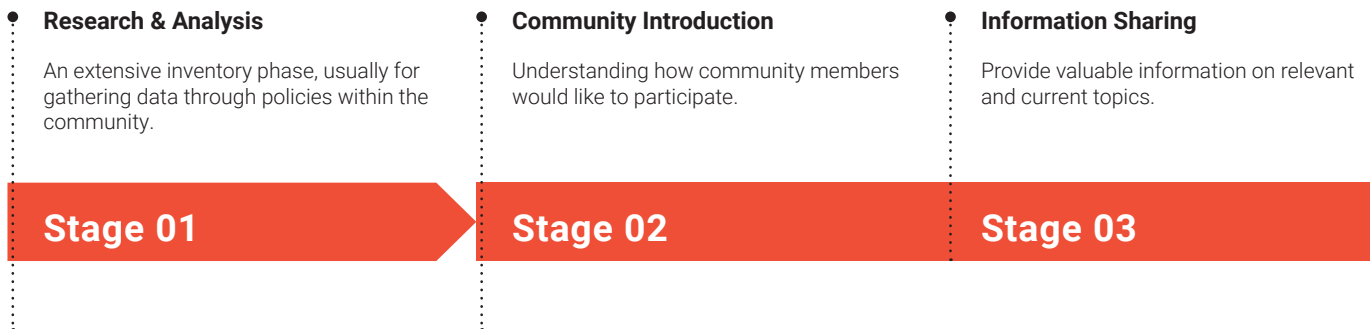 Research & Analysis
An extensive inventory phase, usually for
gathering data through policies within the
community.
Stage 01
Community Introduction
Understanding how community members
would like to participate.
Stage 02
Information Sharing
Provide valuable information on relevant
and current topics.
Stage 03